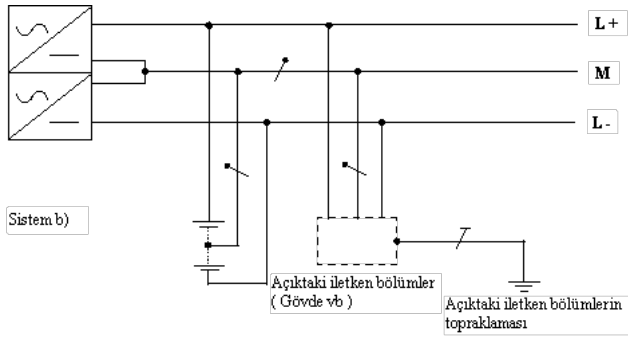 L+
M
L-
Sistem b)
Açıktaki iletken bölümler
( Gövde vb )
Açıktaki iletken bölümlerin
topraklaması